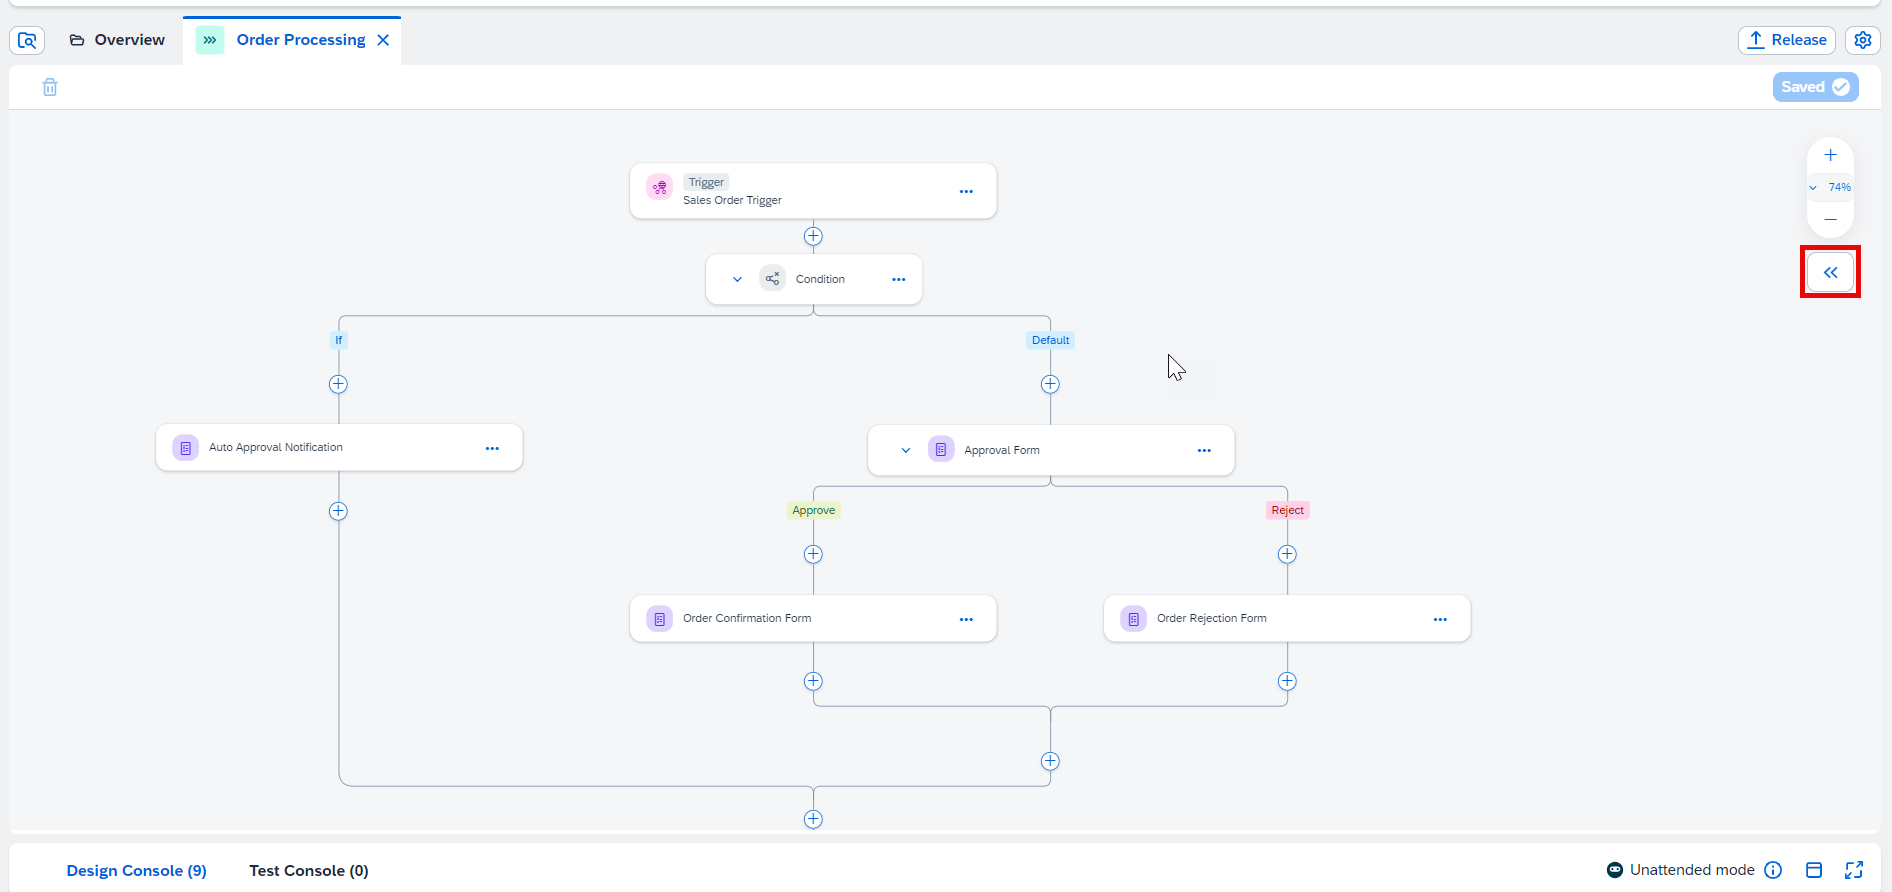 Overview
Order Processing
Release
Saved
Trigger
Sales Order Trigger
74%
Condition
If
Default
Auto Approval Notification
Approval Form
Approve
Reject
Order Confirmation Form
Order Rejection Form
Design Console (9)
Test Console (0)
Unattended mode